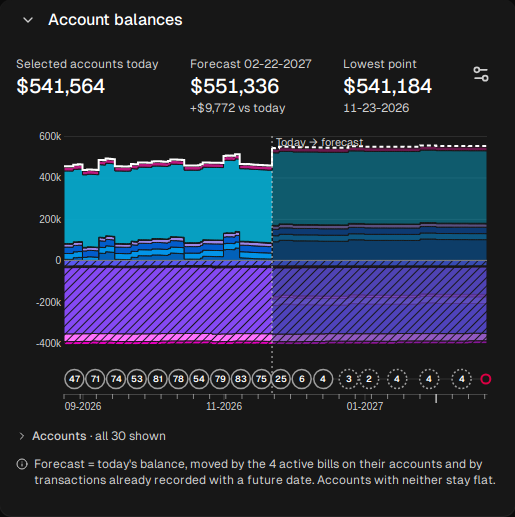 Account balances
Selected accounts today
$541,564
Forecast 02-22-2027
$551,336
+$9,772 vs today
Lowest point
$541,184
11-23-2026
Today → forecast
600k
400k
200k
0
-200k
-400k
47 71 74 53 81 78 54 79 83 75 25 6 4 3 2 4 4 4
09-2026 11-2026 01-2027
Accounts · all 30 shown
Forecast = today's balance, moved by the 4 active bills on their accounts and by
transactions already recorded with a future date. Accounts with neither stay flat.